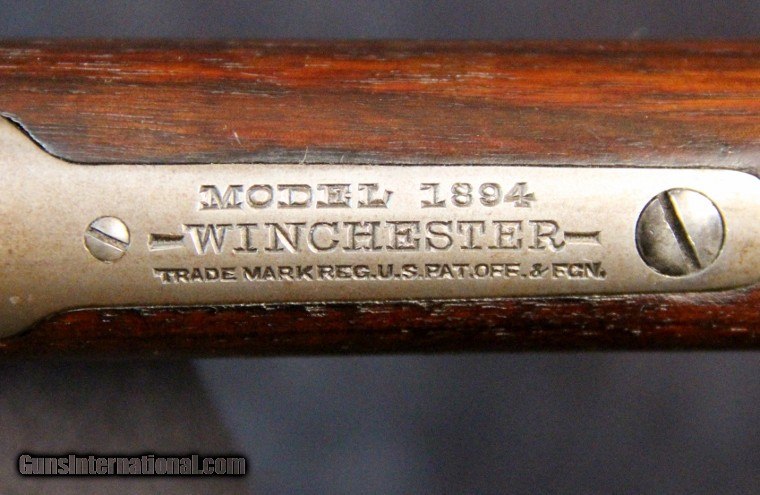 MODEL 1894
-WINCHESTER-
TRADE MARK REG. U.S. PAT. OFF. & FGN.
GunsInternational.com